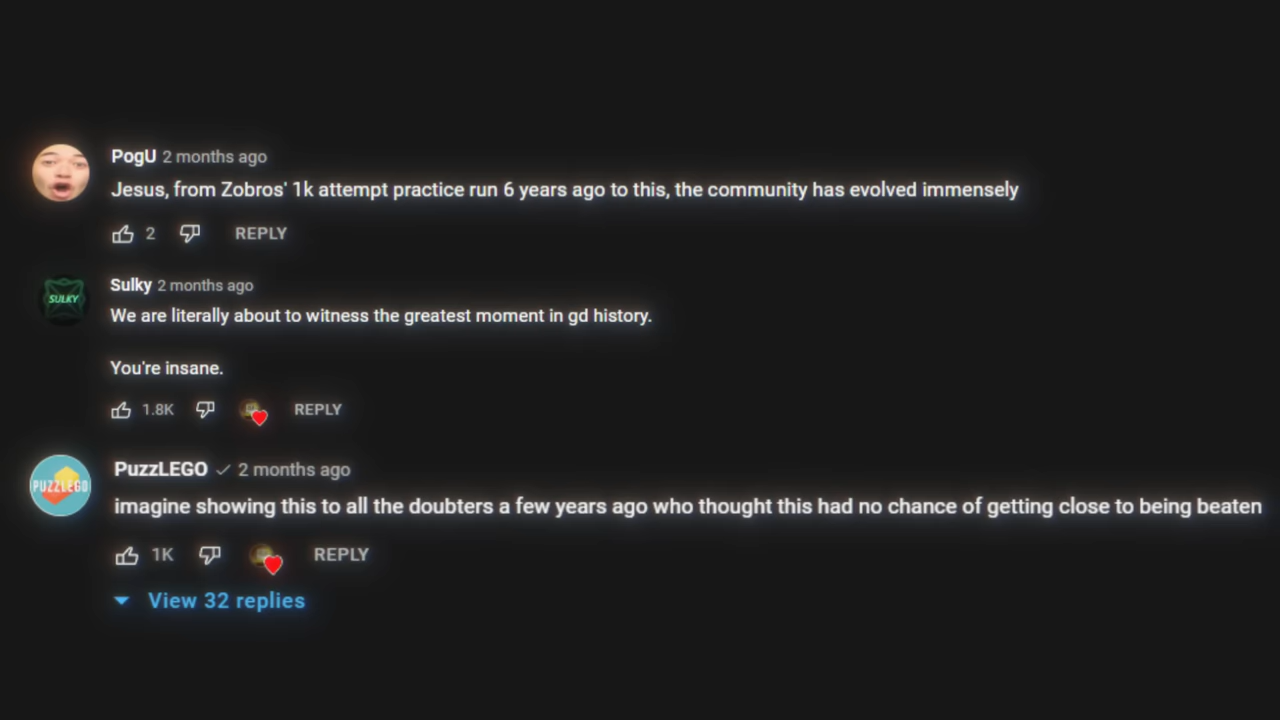 PogU 2 months ago
Jesus, from Zobros' 1k attempt practice run 6 years ago to this, the community has evolved immensely
2 REPLY
SULKY
Sulky 2 months ago
We are literally about to witness the greatest moment in gd history.
You're insane.
1.8K REPLY
PUZZLEGO
PuzzLEGO 2 months ago
imagine showing this to all the doubters a few years ago who thought this had no chance of getting close to being beaten
1K REPLY
View 32 replies